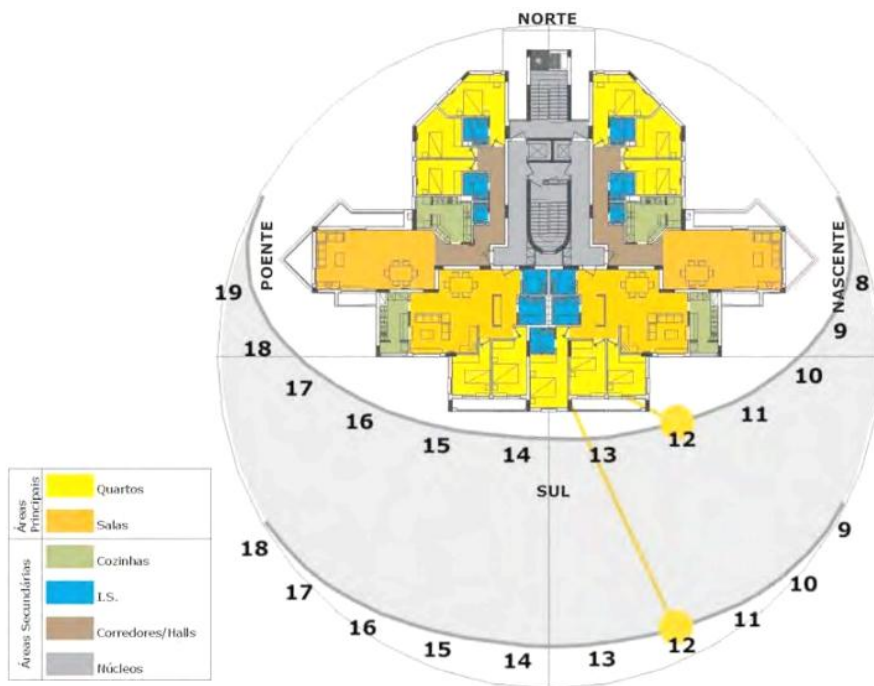 NORTE
POENTE
NASCENTE
19
18
17
16
15
14
13
12
11
10
9
8
SUL
18
17
16
15
14
13
12
11
10
9
Áreas Principais
Quartos
Salas
Áreas Secundárias
Cozinhas
I.S.
Corredores/Halls
Núcleos